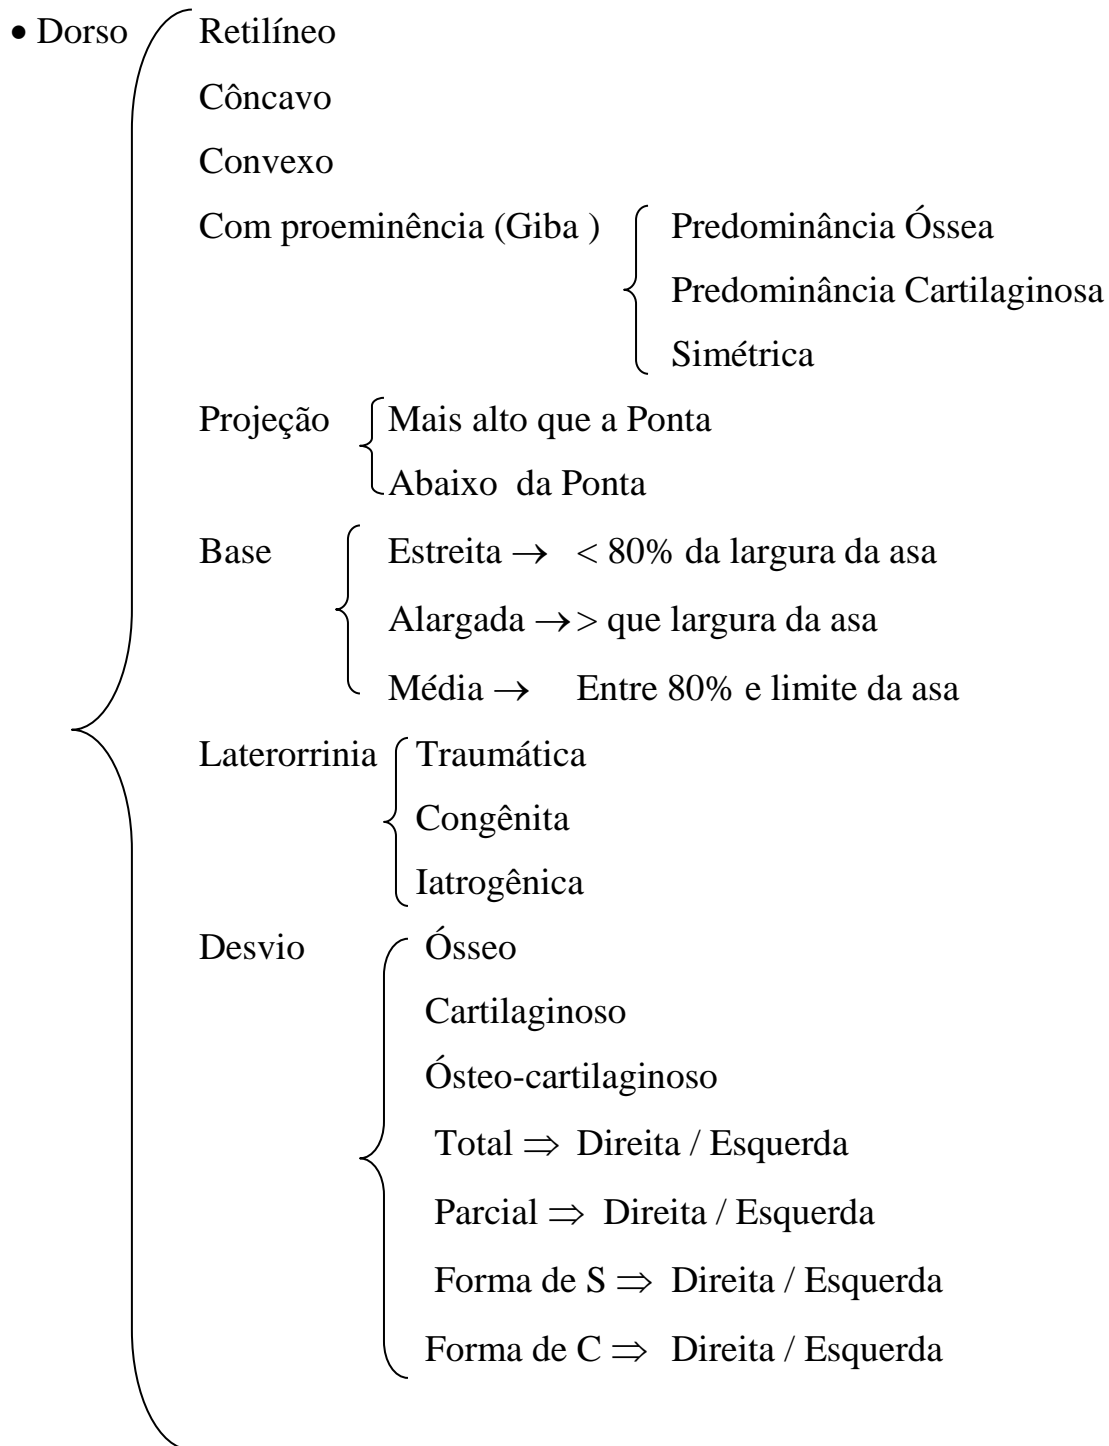 • Dorso Retilíneo
Côncavo
Convexo
Com proeminência (Giba ) Predominância Óssea
Predominância Cartilaginosa
Simétrica
Projeção Mais alto que a Ponta
Abaixo da Ponta
Base Estreita → < 80% da largura da asa
Alargada → > que largura da asa
Média → Entre 80% e limite da asa
Laterorrinia Traumática
Congênita
Iatrogênica
Desvio Ósseo
Cartilaginoso
Ósteo-cartilaginoso
Total ⇒ Direita / Esquerda
Parcial ⇒ Direita / Esquerda
Forma de S ⇒ Direita / Esquerda
Forma de C ⇒ Direita / Esquerda